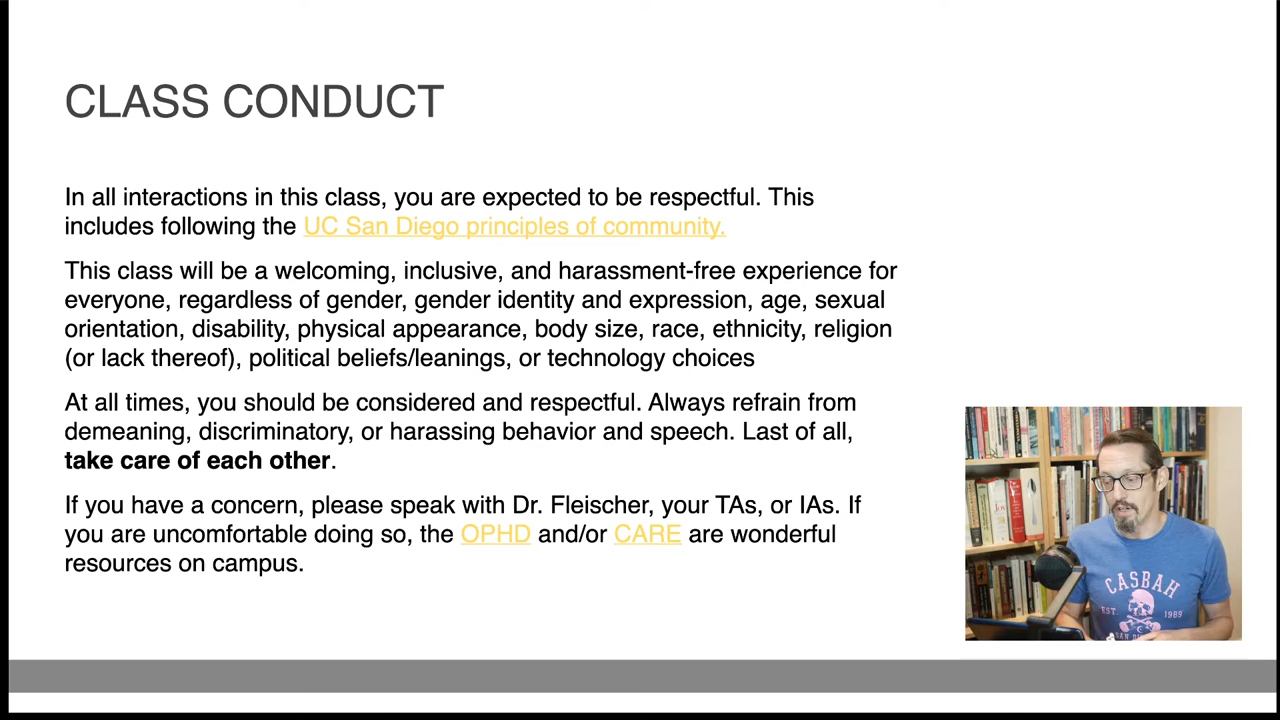 CLASS CONDUCT
In all interactions in this class, you are expected to be respectful. This
includes following the UC San Diego principles of community.
This class will be a welcoming, inclusive, and harassment-free experience for
everyone, regardless of gender, gender identity and expression, age, sexual
orientation, disability, physical appearance, body size, race, ethnicity, religion
(or lack thereof), political beliefs/leanings, or technology choices
At all times, you should be considered and respectful. Always refrain from
demeaning, discriminatory, or harassing behavior and speech. Last of all,
take care of each other.
If you have a concern, please speak with Dr. Fleischer, your TAs, or IAs. If
you are uncomfortable doing so, the OPHD and/or CARE are wonderful
resources on campus.
CASBAH
EST. 1989